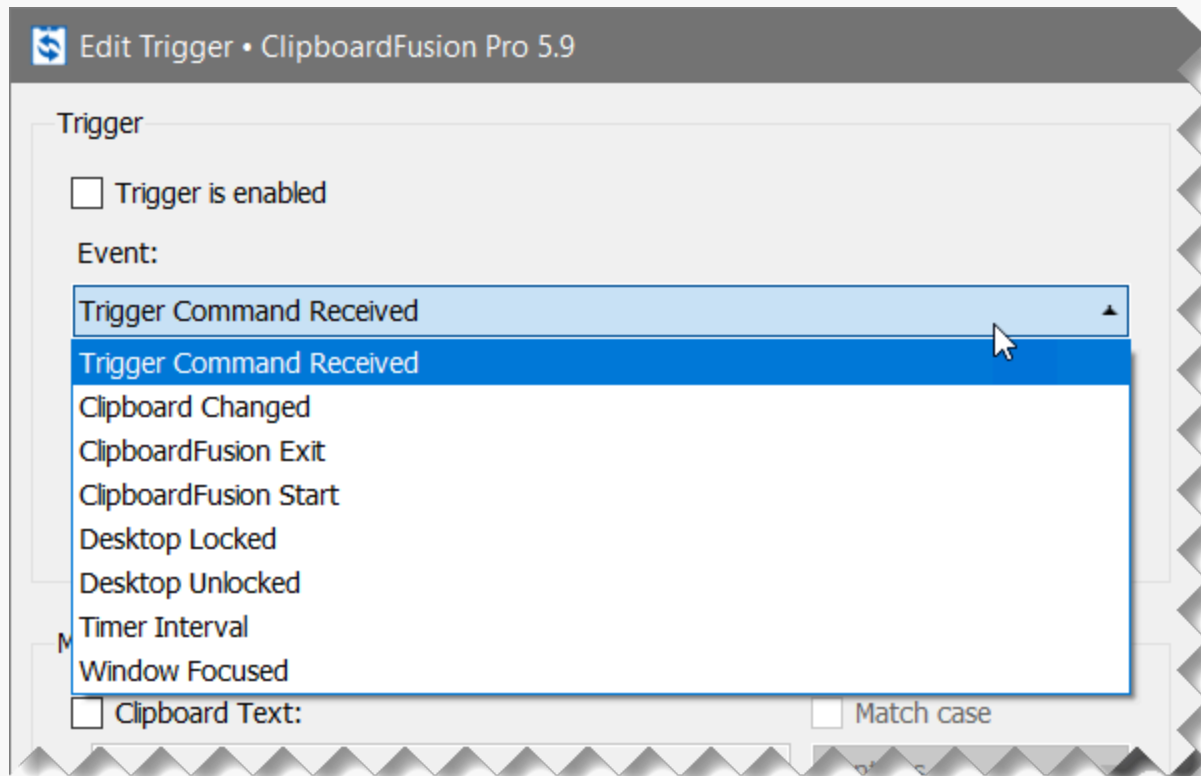 Edit Trigger • ClipboardFusion Pro 5.9
Trigger
Trigger is enabled
Event:
Trigger Command Received
Trigger Command Received
Clipboard Changed
ClipboardFusion Exit
ClipboardFusion Start
Desktop Locked
Desktop Unlocked
Timer Interval
Window Focused
Clipboard Text:
Match case